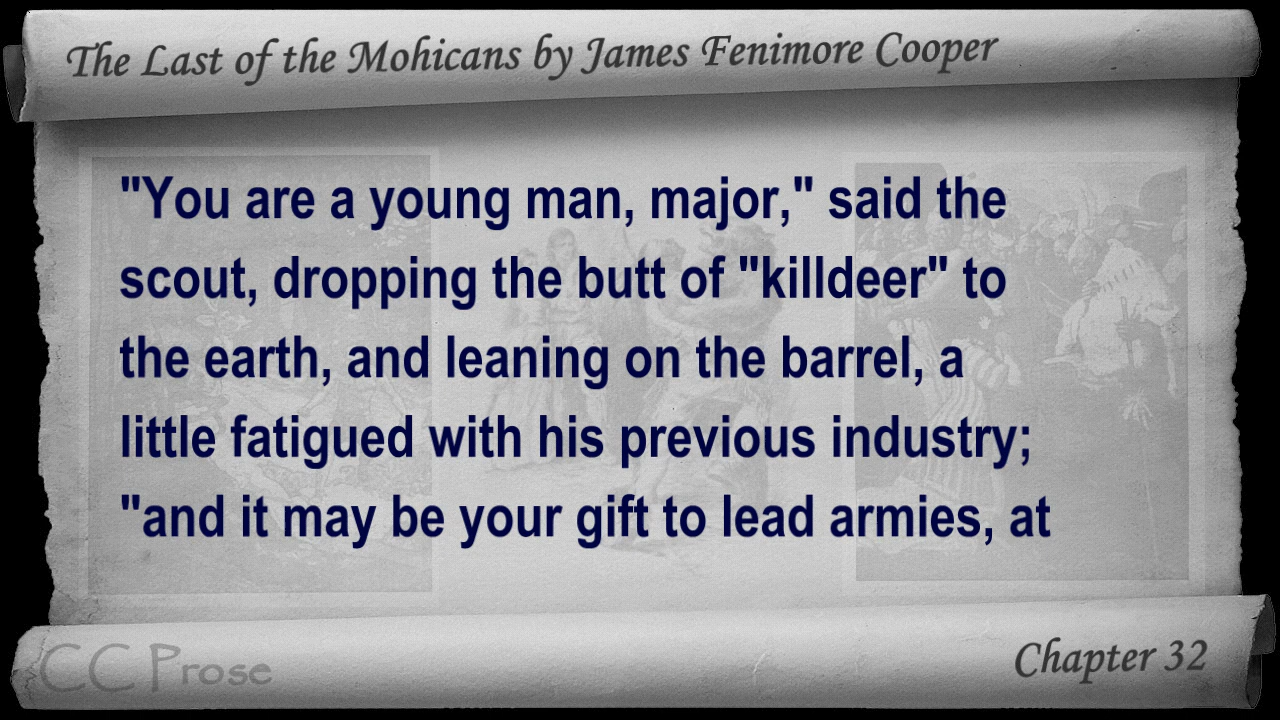 The Last of the Mohicans by James Fenimore Cooper
"You are a young man, major," said the
scout, dropping the butt of "killdeer" to
the earth, and leaning on the barrel, a
little fatigued with his previous industry;
"and it may be your gift to lead armies, at
CC Prose
Chapter 32